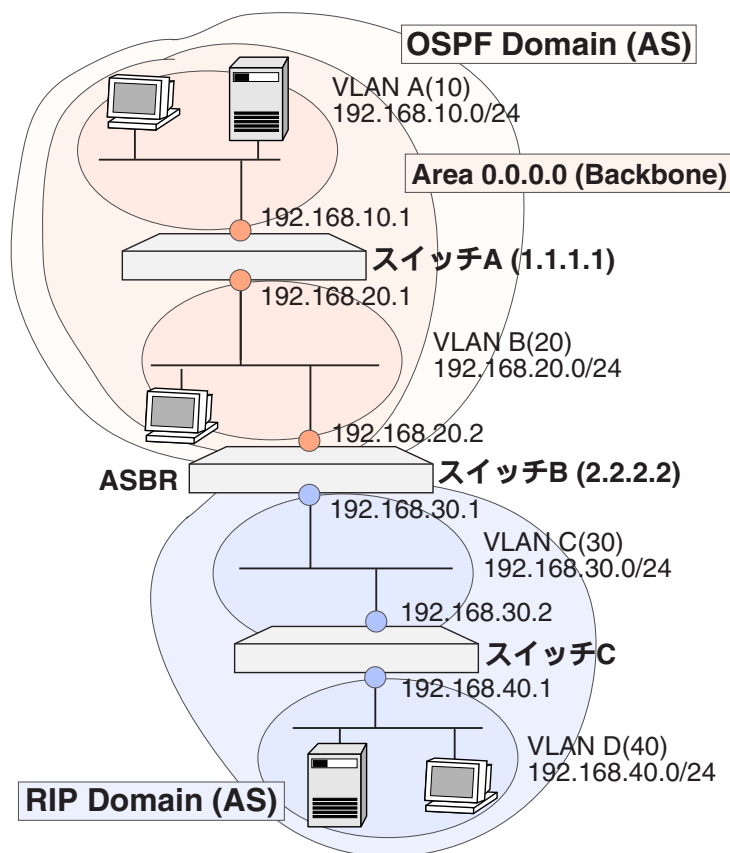 OSPF Domain (AS)
VLAN A(10)
192.168.10.0/24
Area 0.0.0.0 (Backbone)
192.168.10.1
スイッチA (1.1.1.1)
192.168.20.1
VLAN B(20)
192.168.20.0/24
192.168.20.2
ASBR
スイッチB (2.2.2.2)
192.168.30.1
VLAN C(30)
192.168.30.0/24
192.168.30.2
スイッチC
192.168.40.1
VLAN D(40)
192.168.40.0/24
RIP Domain (AS)